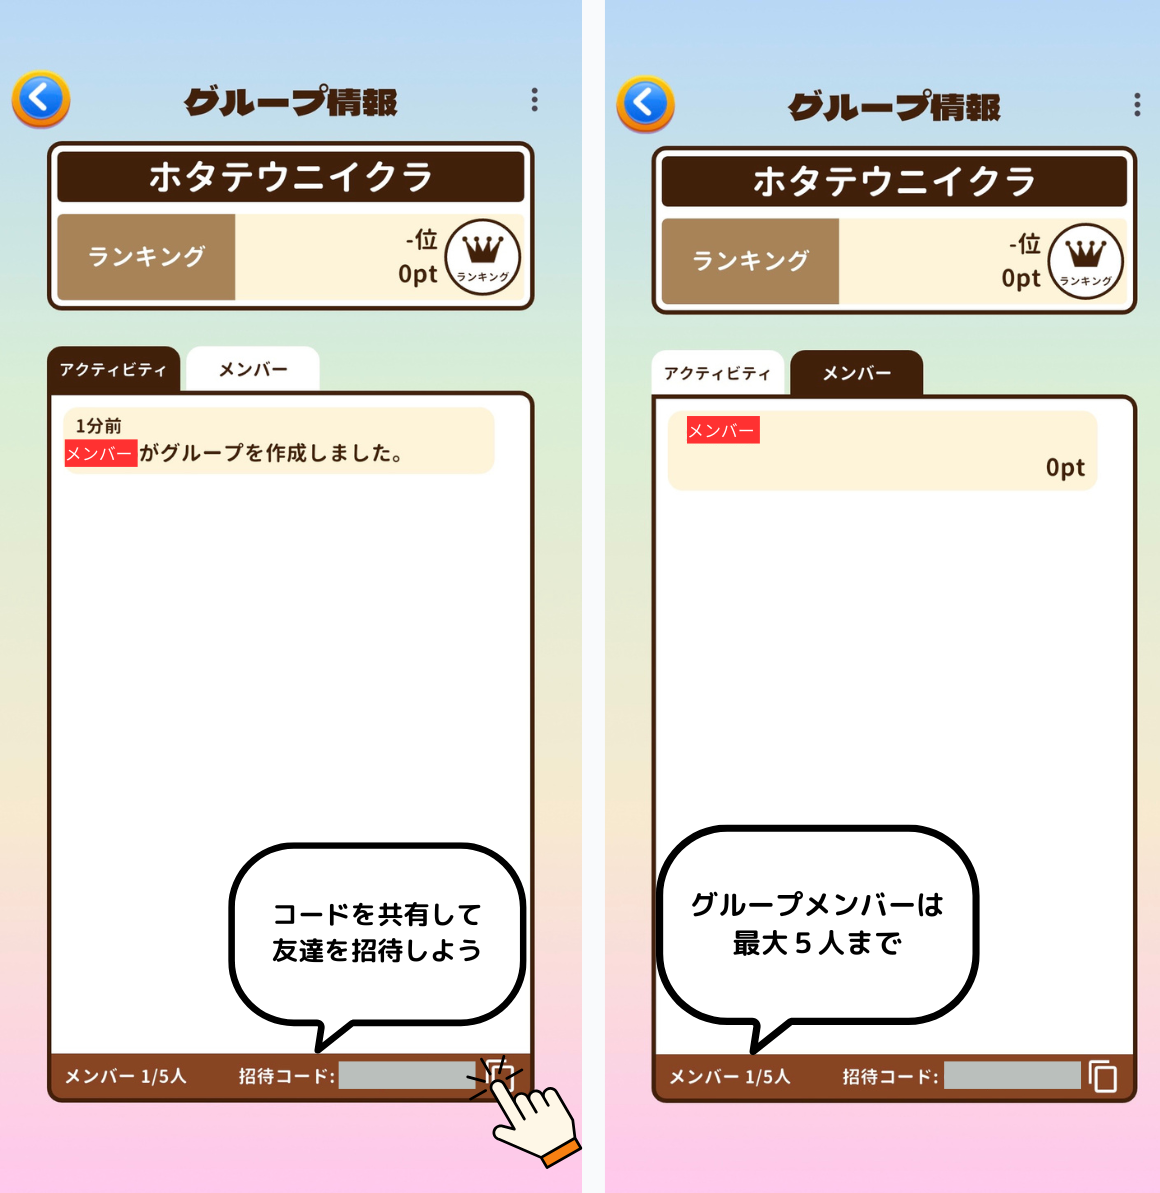 グループ情報
ホタテウニイクラ
ランキング
-位
0pt
ランキング
アクティビティ
メンバー
1分前
メンバーがグループを作成しました。
コードを共有して
友達を招待しよう
メンバー 1/5人
招待コード:
グループ情報
ホタテウニイクラ
ランキング
-位
0pt
ランキング
アクティビティ
メンバー
メンバー
0pt
グループメンバーは
最大5人まで
メンバー 1/5人
招待コード: